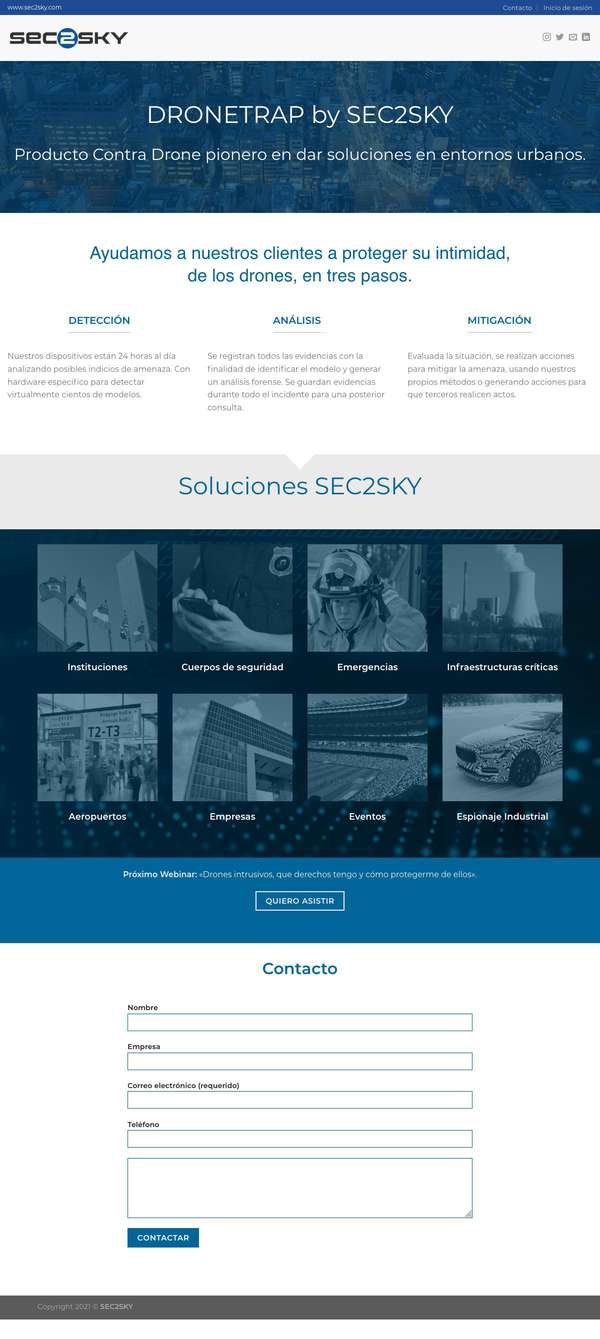 www.sec2sky.com
Contacto
Inicio de sesión
SEC2SKY
DRONETRAP by SEC2SKY
Producto Contra Drone pionero en dar soluciones en entornos urbanos.
Ayudamos a nuestros clientes a proteger su intimidad,
de los drones, en tres pasos.
DETECCIÓN
Nuestros dispositivos están 24 horas al día
analizando posibles indicios de amenaza. Con
hardware específico para detectar
virtualmente cientos de modelos.
ANÁLISIS
Se registran todos las evidencias con la
finalidad de identificar el modelo y generar
un análisis forense. Se guardan evidencias
durante todo el incidente para una posterior
consulta.
MITIGACIÓN
Evaluada la situación, se realizan acciones
para mitigar la amenaza, usando nuestros
propios métodos o generando acciones para
que terceros realicen actos.
Soluciones SEC2SKY
Instituciones
Cuerpos de seguridad
Emergencias
Infraestructuras críticas
T2-T3
Aeropuertos
Empresas
Eventos
Espionaje Industrial
Próximo Webinar: «Drones intrusivos, que derechos tengo y cómo protegerme de ellos».
QUIERO ASISTIR
Contacto
Nombre
Empresa
Correo electrónico (requerido)
Teléfono
CONTACTAR
Copyright 2021 © SEC2SKY